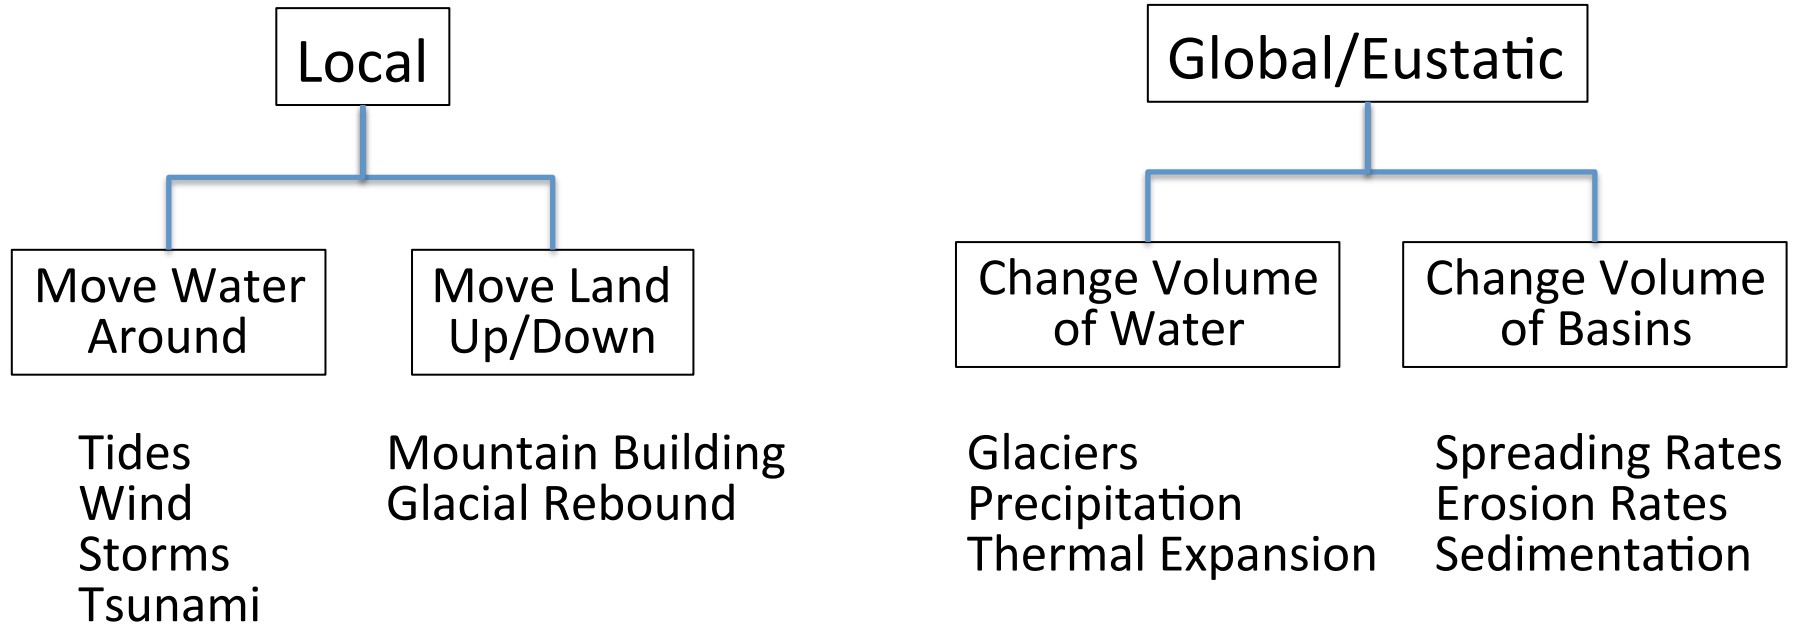 Local
Global/Eustatic
Move Water
Around
Move Land
Up/Down
Change Volume
of Water
Change Volume
of Basins
Tides
Wind
Storms
Tsunami
Mountain Building
Glacial Rebound
Glaciers
Precipitation
Thermal Expansion
Spreading Rates
Erosion Rates
Sedimentation